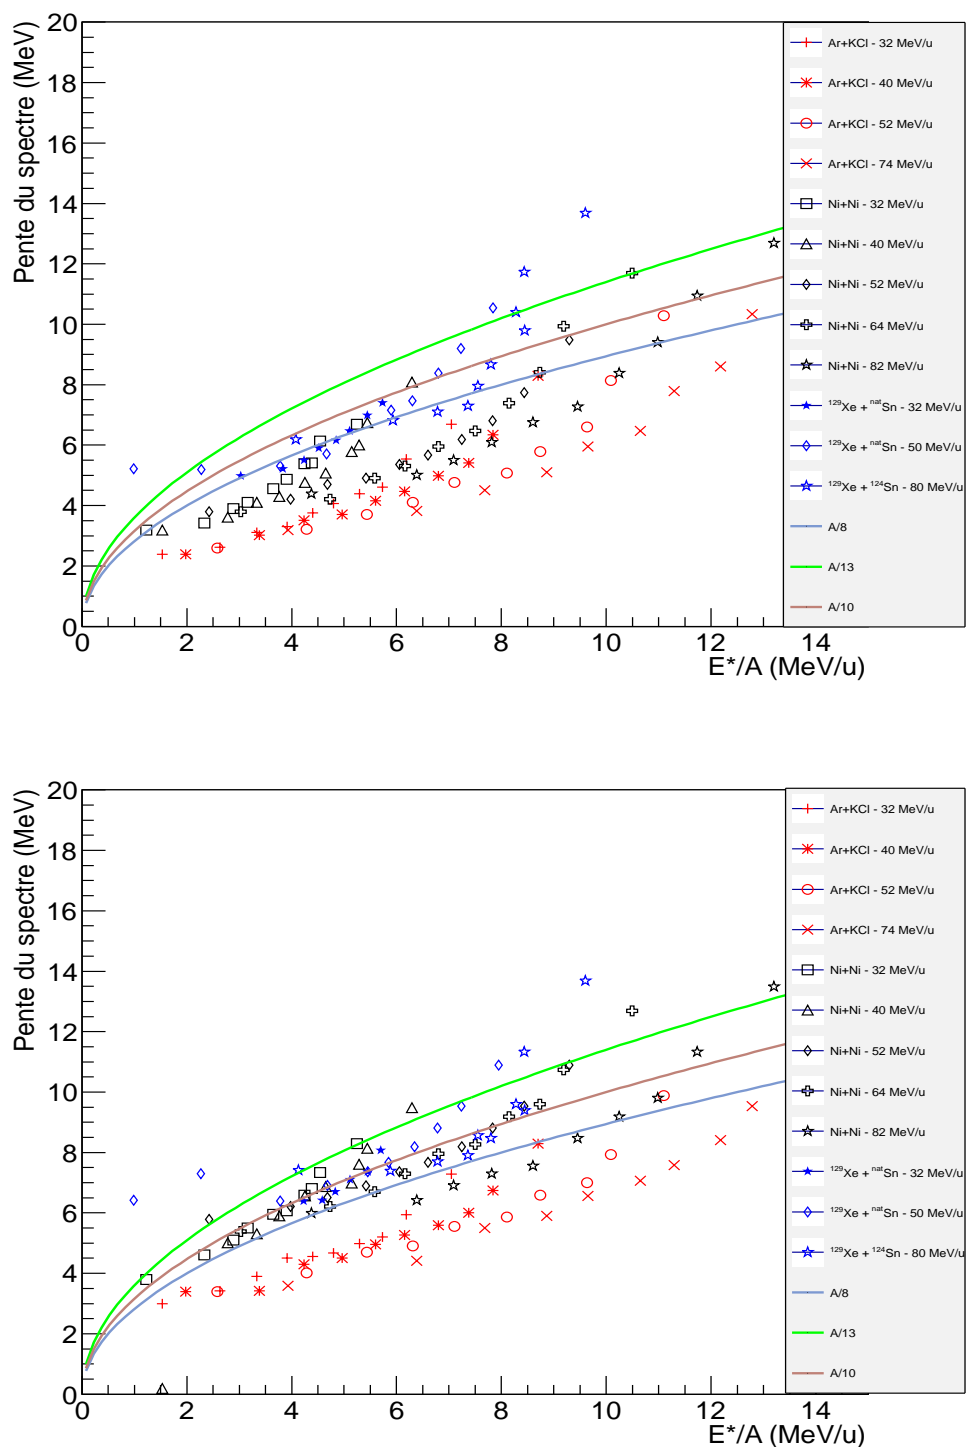 Pente du spectre (MeV)
20
18
16
14
12
10
8
6
4
2
0
0 2 4 6 8 10 12 14
E*/A (MeV/u)
Ar+KCl - 32 MeV/u
Ar+KCl - 40 MeV/u
Ar+KCl - 52 MeV/u
Ar+KCl - 74 MeV/u
Ni+Ni - 32 MeV/u
Ni+Ni - 40 MeV/u
Ni+Ni - 52 MeV/u
Ni+Ni - 64 MeV/u
Ni+Ni - 82 MeV/u
¹²⁹Xe + ⁿᵃᵗSn - 32 MeV/u
¹²⁹Xe + ⁿᵃᵗSn - 50 MeV/u
¹²⁹Xe + ¹²⁴Sn - 80 MeV/u
A/8
A/13
A/10
Pente du spectre (MeV)
20
18
16
14
12
10
8
6
4
2
0
0 2 4 6 8 10 12 14
E*/A (MeV/u)
Ar+KCl - 32 MeV/u
Ar+KCl - 40 MeV/u
Ar+KCl - 52 MeV/u
Ar+KCl - 74 MeV/u
Ni+Ni - 32 MeV/u
Ni+Ni - 40 MeV/u
Ni+Ni - 52 MeV/u
Ni+Ni - 64 MeV/u
Ni+Ni - 82 MeV/u
¹²⁹Xe + ⁿᵃᵗSn - 32 MeV/u
¹²⁹Xe + ⁿᵃᵗSn - 50 MeV/u
¹²⁹Xe + ¹²⁴Sn - 80 MeV/u
A/8
A/13
A/10